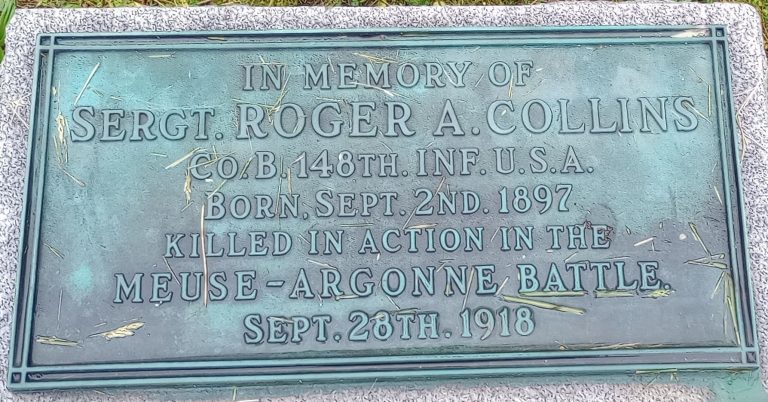 IN MEMORY OF
SERGT. ROGER A. COLLINS
CO. B. 148TH. INF. U.S.A.
BORN, SEPT. 2ND. 1897
KILLED IN ACTION IN THE
MEUSE-ARGONNE BATTLE.
SEPT. 28TH. 1918